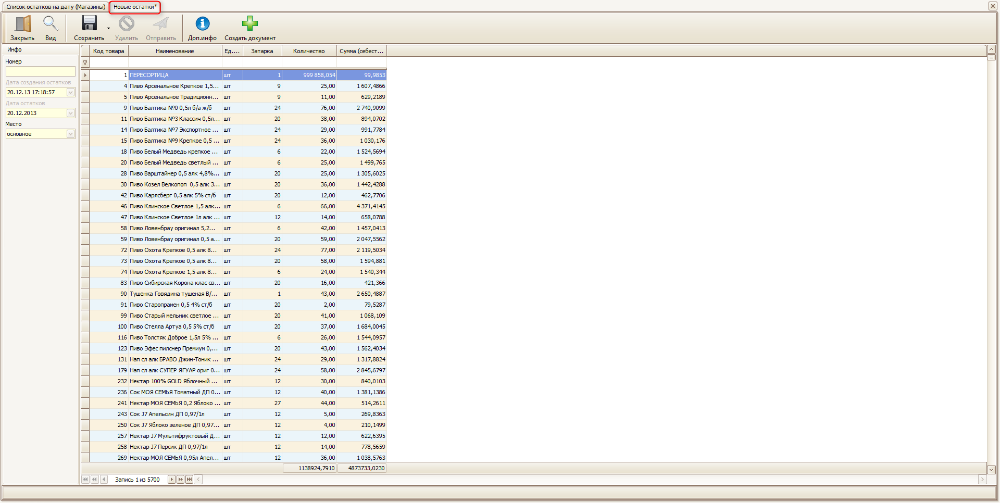 Список остатков на дату (Магазины) Новые остатки*
Закрыть Вид Сохранить Удалить Отправить Доп.инфо Создать документ
Инфо
Номер
Дата создания остатков
20.12.13 17:18:57
Дата остатков
20.12.2013
Место
основное
Код товара Наименование Ед.... Затарка Количество Сумма (себест...
1 ПЕРЕСОРТИЦА шт 1 999 858,054 99,9853
4 Пиво Арсенальное Крепкое 1,5... шт 9 25,00 1 607,4866
5 Пиво Арсенальное Традиционн... шт 9 11,00 629,2189
9 Пиво Балтика №0 0,5л б/а ж/б шт 24 76,00 2 740,9099
11 Пиво Балтика №3 Классич 0,5л... шт 20 38,00 894,0702
14 Пиво Балтика №7 Экспортное ... шт 24 29,00 991,7784
15 Пиво Балтика №9 Крепкое 0,5 ... шт 24 36,00 1 030,176
18 Пиво Белый Медведь крепкое ... шт 6 22,00 1 524,5694
20 Пиво Белый Медведь светлый ... шт 6 25,00 1 499,765
28 Пиво Варштайнер 0,5 алк 4,8%... шт 20 25,00 1 305,6025
30 Пиво Козел Велкопоп 0,5 алк 3... шт 20 36,00 1 442,4288
42 Пиво Карлсберг 0,5 алк 5% ст/б шт 20 12,00 462,7706
46 Пиво Клинское Светлое 1,5 алк... шт 6 66,00 4 371,4145
47 Пиво Клинское Светлое 1л алк ... шт 12 14,00 658,0788
58 Пиво Ловенбрау оригинал 5,2... шт 6 42,00 1 457,0413
59 Пиво Ловенбрау оригинал 0,5 а... шт 20 59,00 2 047,5562
72 Пиво Охота Крепкое 0,5 алк 8... шт 24 77,00 2 119,5034
73 Пиво Охота Крепкое 0,5 алк 8... шт 20 58,00 1 594,881
74 Пиво Охота Крепкое 1,5 алк 8... шт 6 24,00 1 540,344
83 Пиво Сибирская Корона клас св... шт 20 16,00 421,366
90 Тушенка Говядина тушеная В/... шт 1 43,00 2 650,4887
91 Пиво Старопрамен 0,5 4% ст/б шт 20 2,00 79,5287
99 Пиво Старый мельник светлое ... шт 20 41,00 1 068,109
100 Пиво Стелла Артуа 0,5 5% ст/б шт 20 37,00 1 684,0045
116 Пиво Толстяк Доброе 1,5л 5% ... шт 6 26,00 1 544,0957
123 Пиво Эфес пилснер Премиум 0,... шт 20 43,00 1 562,4034
131 Нап сл алк БРАВО Джин-Тоник ... шт 24 29,00 1 317,8824
179 Нап сл алк СУПЕР ЯГУАР ориг 0... шт 24 58,00 2 845,6797
232 Нектар 100% GOLD Яблочный ... шт 12 30,00 840,0103
236 Сок МОЯ СЕМЬЯ Томатный ДП 0... шт 12 40,00 1 381,1386
241 Нектар МОЯ СЕМЬЯ 0,2 Яблоко ... шт 27 44,00 514,2611
243 Сок J7 Апельсин ДП 0,97/1л шт 12 5,00 269,8363
250 Сок J7 Яблоко зеленое ДП 0,97... шт 12 4,00 210,1499
257 Нектар J7 Мультифруктовый Д... шт 12 12,00 622,6395
258 Нектар J7 Персик ДП 0,97/1л шт 12 14,00 778,5659
269 Нектар МОЯ СЕМЬЯ 0,95л Апел... шт 12 36,00 1 038,5763
1138924,7910 4873733,0230
Запись 1 из 5700